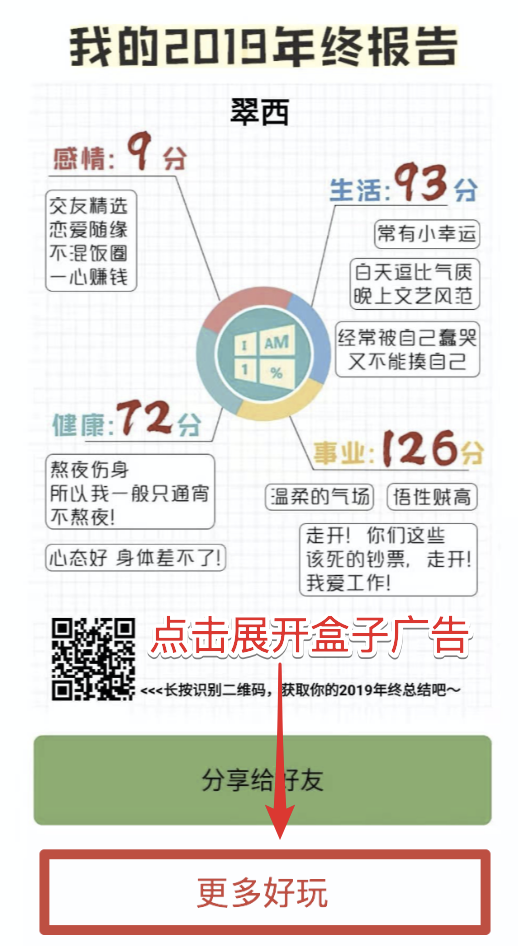 我的2019年终报告
翠西
感情: 9 分
交友精选
恋爱随缘
不混饭圈
一心赚钱
生活: 93 分
常有小幸运
白天逗比气质
晚上文艺风范
经常被自己蠢哭
又不能揍自己
I AM
1 %
健康: 72 分
熬夜伤身
所以我一般只通宵
不熬夜!
心态好 身体差不了!
事业: 126 分
温柔的气场
悟性贼高
走开! 你们这些
该死的钞票, 走开!
我爱工作!
点击展开盒子广告
<<<长按识别二维码，获取你的2019年终总结吧～
分享给好友
更多好玩